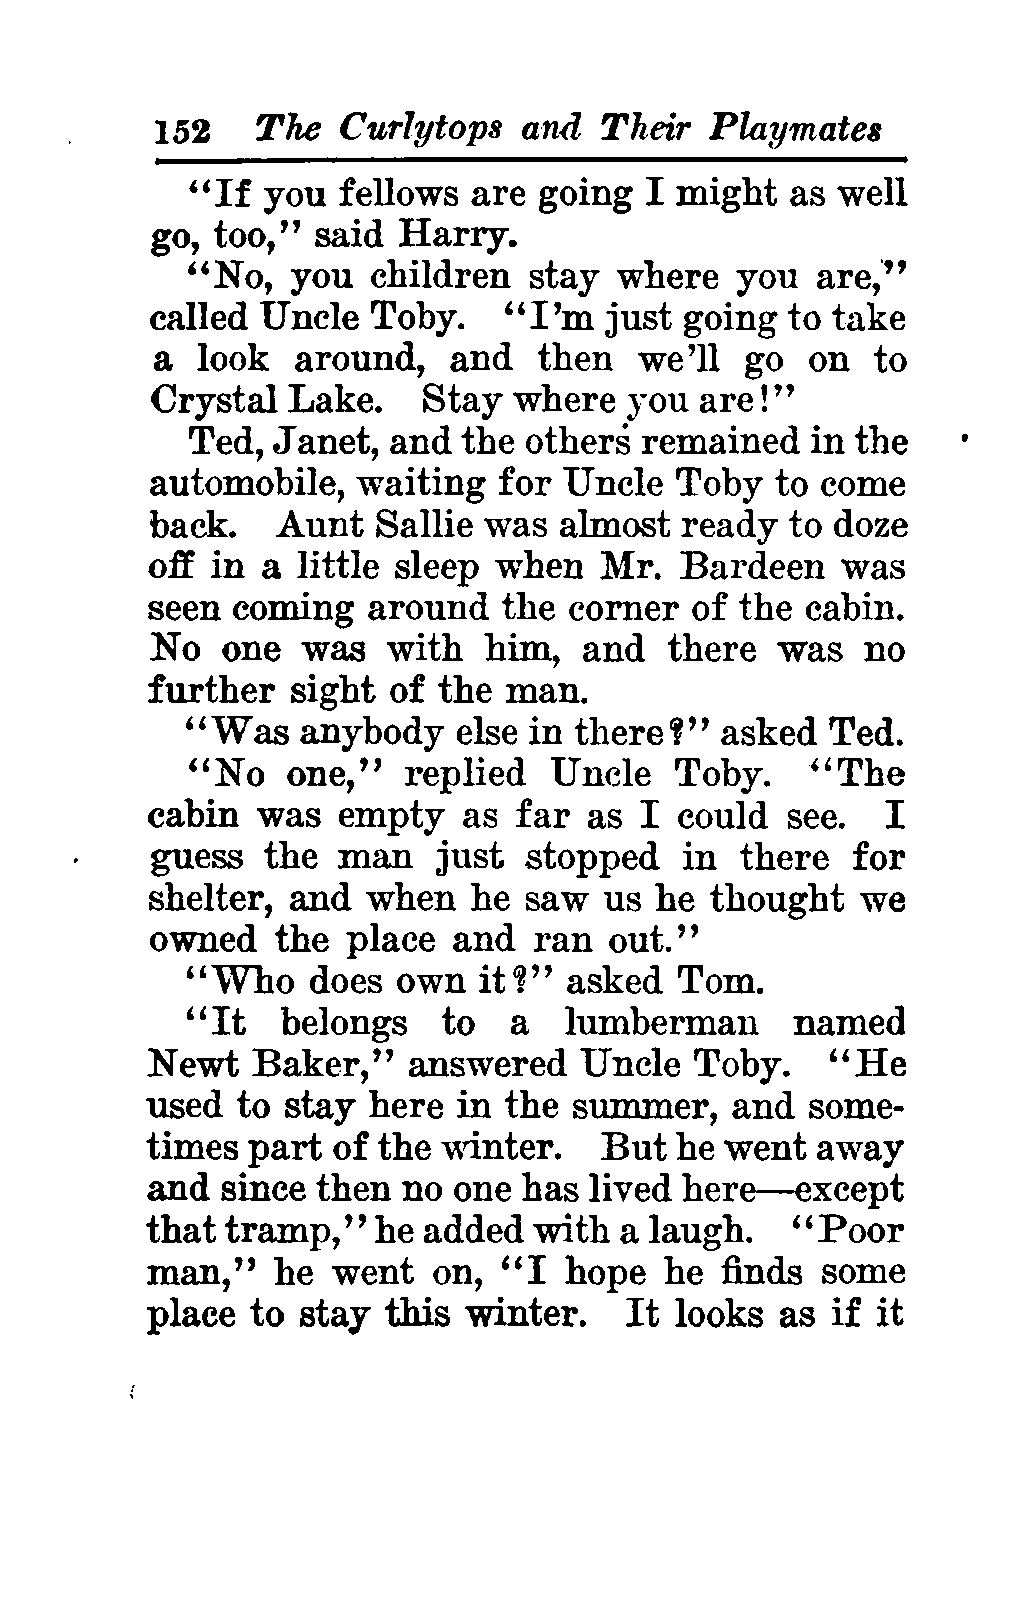 152 The Curlytops and Their Playmates
“If you fellows are going I might as well
go, too,” said Harry.
“No, you children stay where you are,”
called Uncle Toby. “I’m just going to take
a look around, and then we’ll go on to
Crystal Lake. Stay where you are!”
Ted, Janet, and the others remained in the
automobile, waiting for Uncle Toby to come
back. Aunt Sallie was almost ready to doze
off in a little sleep when Mr. Bardeen was
seen coming around the corner of the cabin.
No one was with him, and there was no
further sight of the man.
“Was anybody else in there?” asked Ted.
“No one,” replied Uncle Toby. “The
cabin was empty as far as I could see. I
guess the man just stopped in there for
shelter, and when he saw us he thought we
owned the place and ran out.”
“Who does own it?” asked Tom.
“It belongs to a lumberman named
Newt Baker,” answered Uncle Toby. “He
used to stay here in the summer, and some-
times part of the winter. But he went away
and since then no one has lived here—except
that tramp,” he added with a laugh. “Poor
man,” he went on, “I hope he finds some
place to stay this winter. It looks as if it